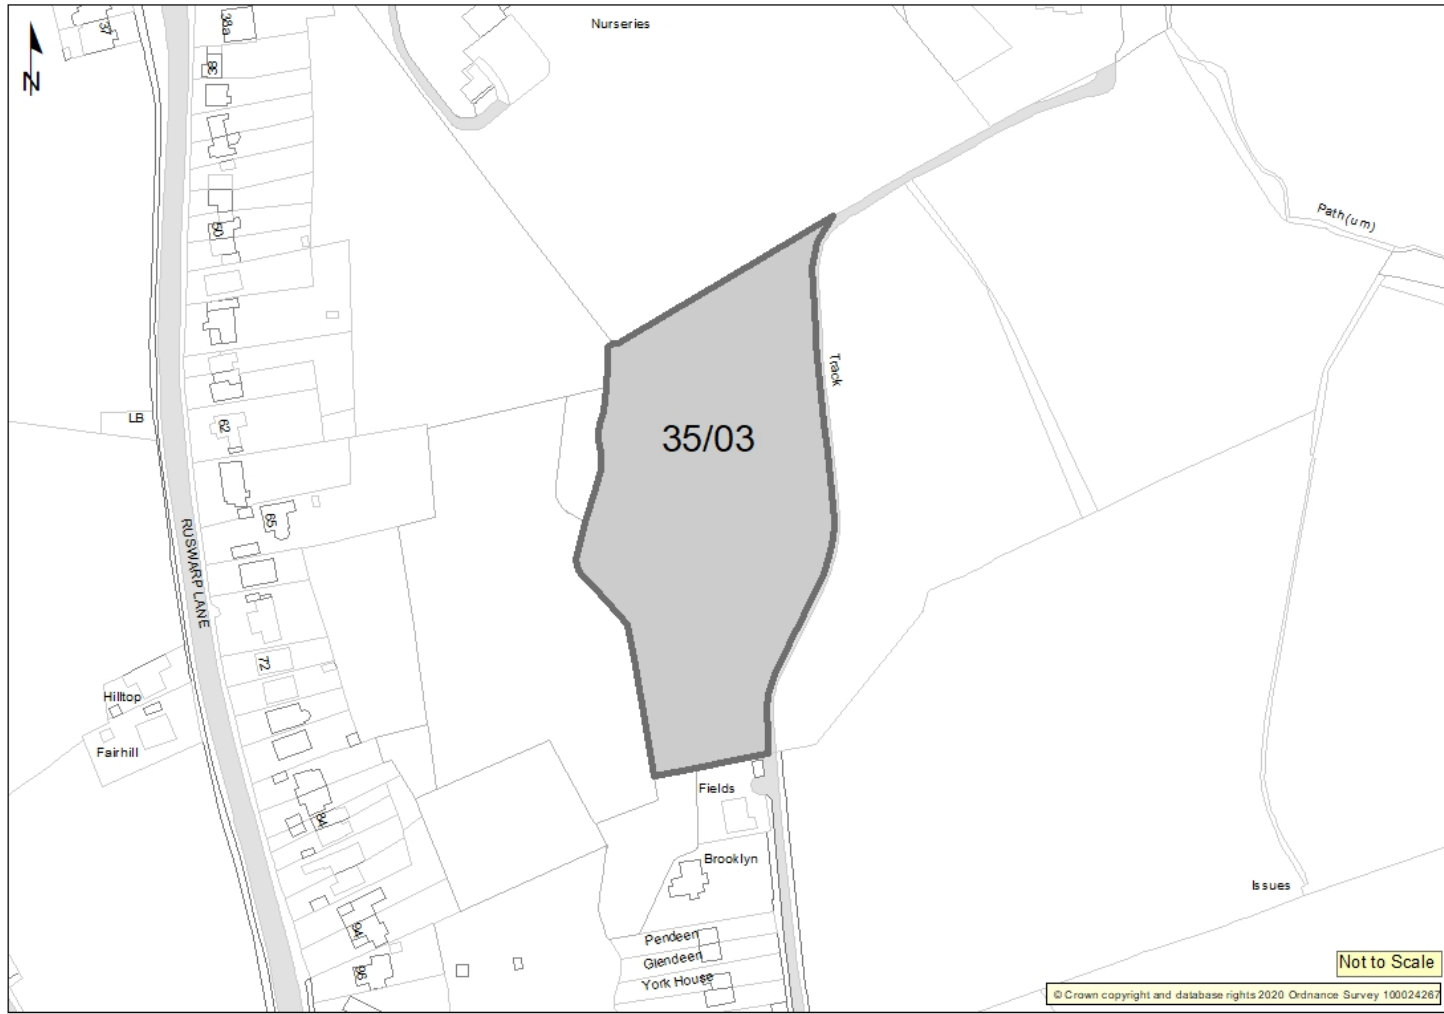 37
38a
Nurseries
N
38
50
Path (um)
Track
LB
62
35/03
65
RUSWARP LANE
72
Hilltop
Fairhill
Fields
84
Brooklyn
Issues
94
Pendeen
Glendeen
96
York House
Not to Scale
© Crown copyright and database rights 2020 Ordnance Survey 100024267